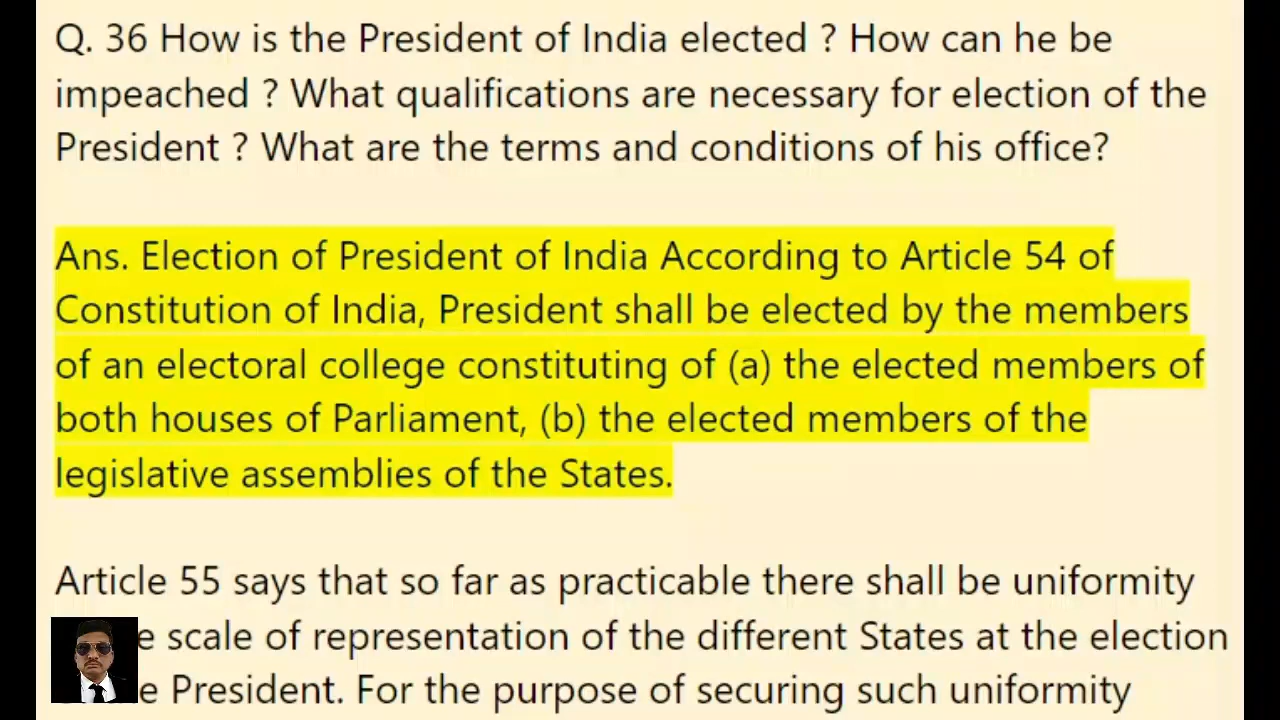 Q. 36 How is the President of India elected ? How can he be
impeached ? What qualifications are necessary for election of the
President ? What are the terms and conditions of his office?
Ans. Election of President of India According to Article 54 of
Constitution of India, President shall be elected by the members
of an electoral college constituting of (a) the elected members of
both houses of Parliament, (b) the elected members of the
legislative assemblies of the States.
Article 55 says that so far as practicable there shall be uniformity
scale of representation of the different States at the election
President. For the purpose of securing such uniformity